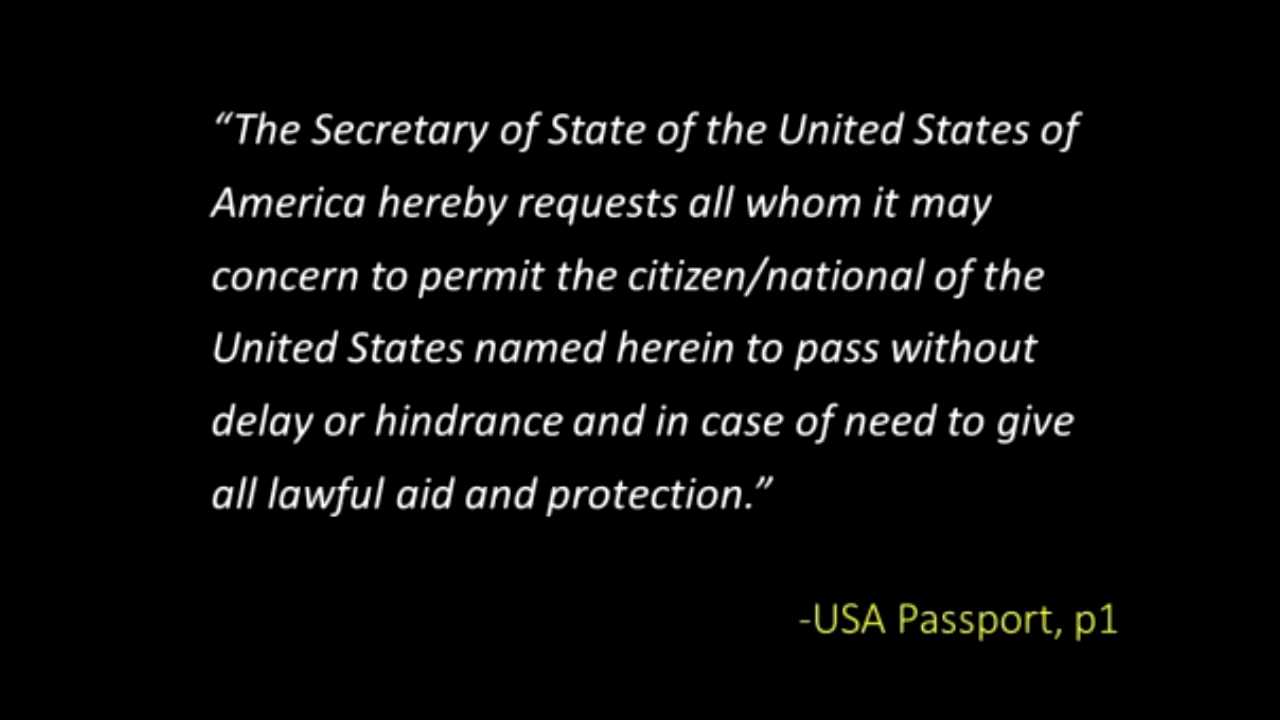 “The Secretary of State of the United States of
America hereby requests all whom it may
concern to permit the citizen/national of the
United States named herein to pass without
delay or hindrance and in case of need to give
all lawful aid and protection.”
-USA Passport, p1